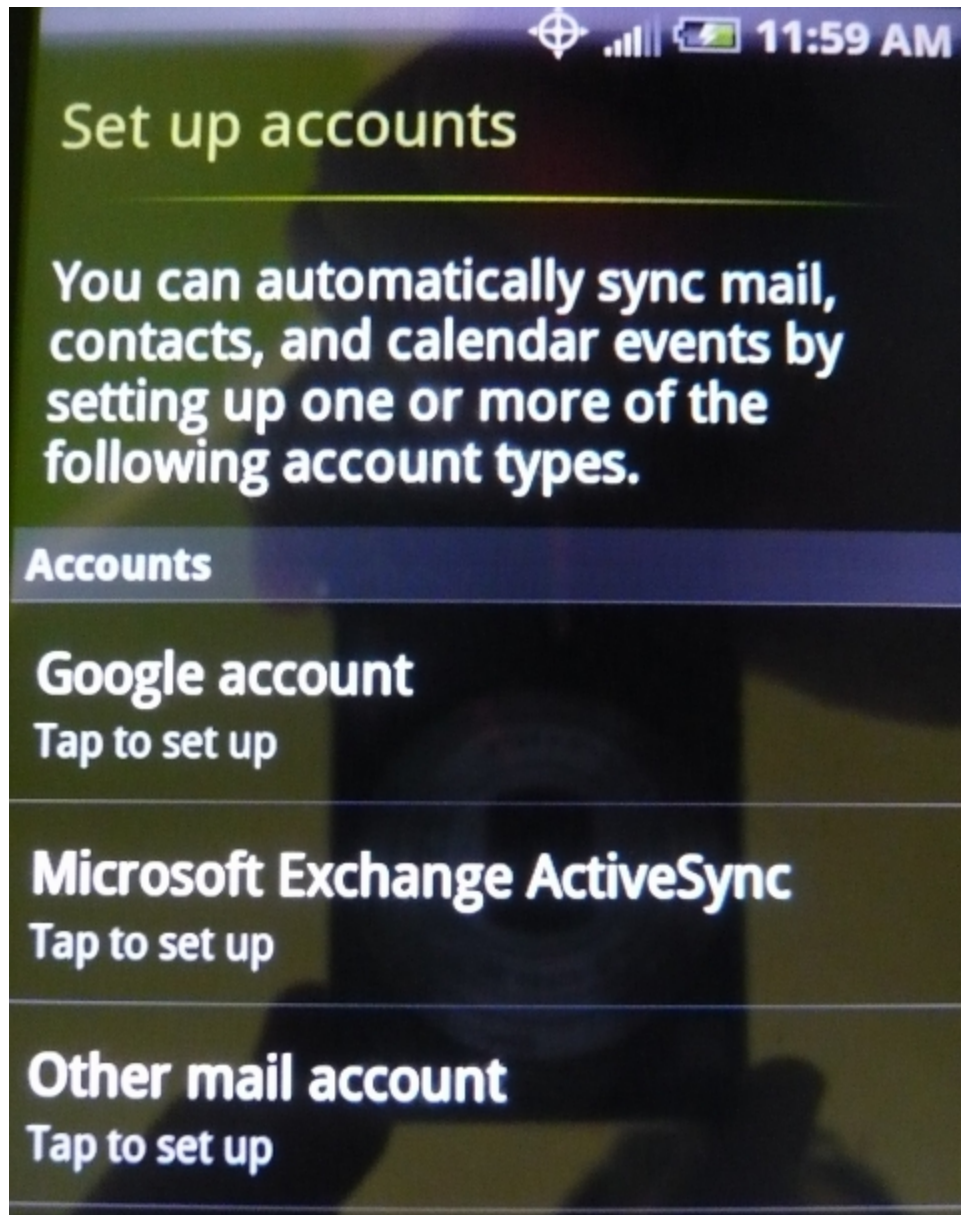 11:59 AM
Set up accounts
You can automatically sync mail,
contacts, and calendar events by
setting up one or more of the
following account types.
Accounts
Google account
Tap to set up
Microsoft Exchange ActiveSync
Tap to set up
Other mail account
Tap to set up